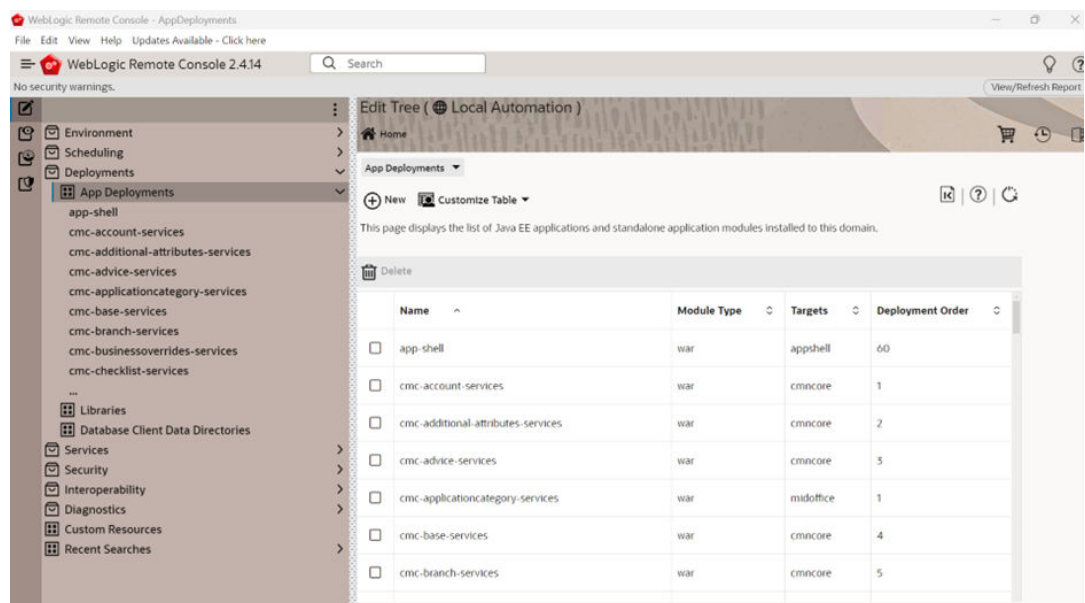 WebLogic Remote Console - AppDeployments
File Edit View Help Updates Available - Click here
WebLogic Remote Console 2.4.14
Search
No security warnings.
View/Refresh Report
Environment
Scheduling
Deployments
App Deployments
app-shell
cmc-account-services
cmc-additional-attributes-services
cmc-advice-services
cmc-applicationcategory-services
cmc-base-services
cmc-branch-services
cmc-businessoverrides-services
cmc-checklist-services
...
Libraries
Database Client Data Directories
Services
Security
Interoperability
Diagnostics
Custom Resources
Recent Searches
Edit Tree ( Local Automation )
Home
App Deployments
New Customize Table
This page displays the list of Java EE applications and standalone application modules installed to this domain.
Delete
Name Module Type Targets Deployment Order
app-shell war appshell 60
cmc-account-services war cmncore 1
cmc-additional-attributes-services war cmncore 2
cmc-advice-services war cmncore 3
cmc-applicationcategory-services war midoffice 1
cmc-base-services war cmncore 4
cmc-branch-services war cmncore 5